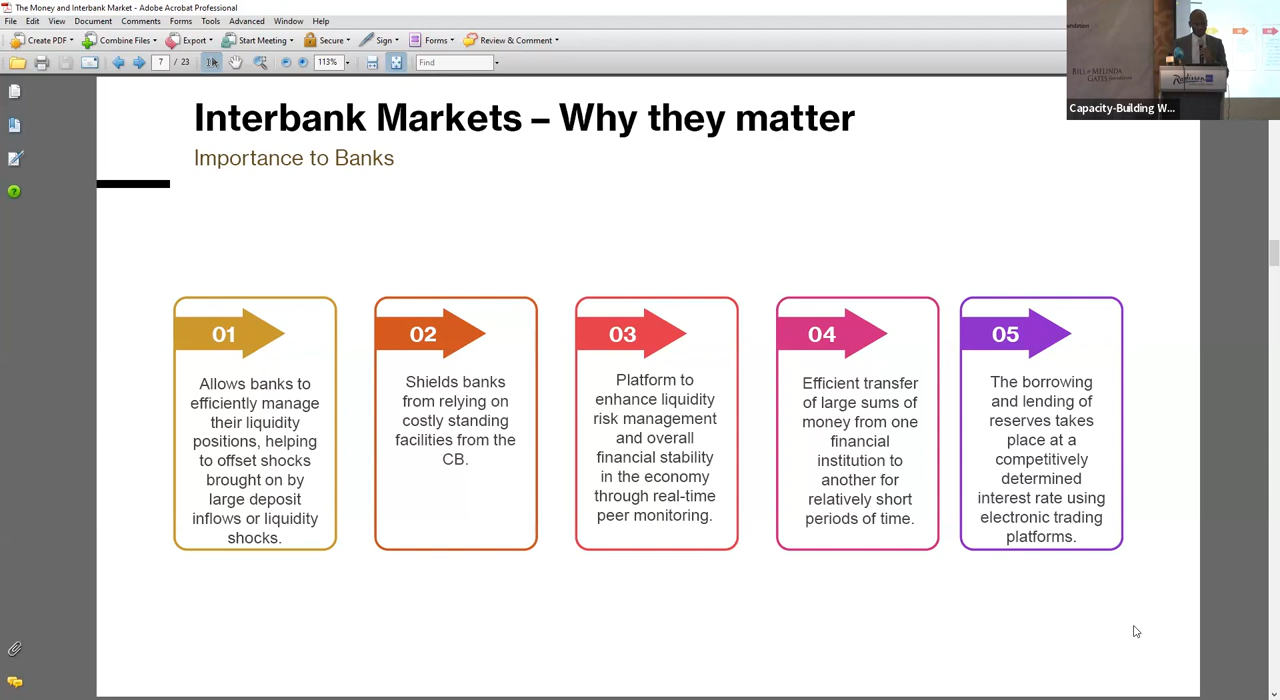 The Money and Interbank Market - Adobe Acrobat Professional
File Edit View Document Comments Forms Tools Advanced Window Help
Create PDF Combine Files Export Start Meeting Secure Sign Forms Review & Comment
7 / 23 113% Find
BILL & MELINDA
GATES foundation
Radisson
Capacity-Building W...
Interbank Markets – Why they matter
Importance to Banks
01
Allows banks to
efficiently manage
their liquidity
positions, helping
to offset shocks
brought on by
large deposit
inflows or liquidity
shocks.
02
Shields banks
from relying on
costly standing
facilities from the
CB.
03
Platform to
enhance liquidity
risk management
and overall
financial stability
in the economy
through real-time
peer monitoring.
04
Efficient transfer
of large sums of
money from one
financial
institution to
another for
relatively short
periods of time.
05
The borrowing
and lending of
reserves takes
place at a
competitively
determined
interest rate using
electronic trading
platforms.